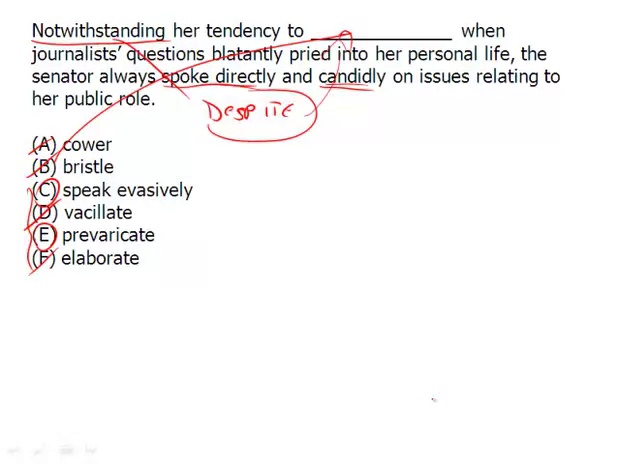 Notwithstanding her tendency to _______________ when
journalists' questions blatantly pried into her personal life, the
senator always spoke directly and candidly on issues relating to
her public role.
DESPITE
(A) cower
(B) bristle
(C) speak evasively
(D) vacillate
(E) prevaricate
(F) elaborate